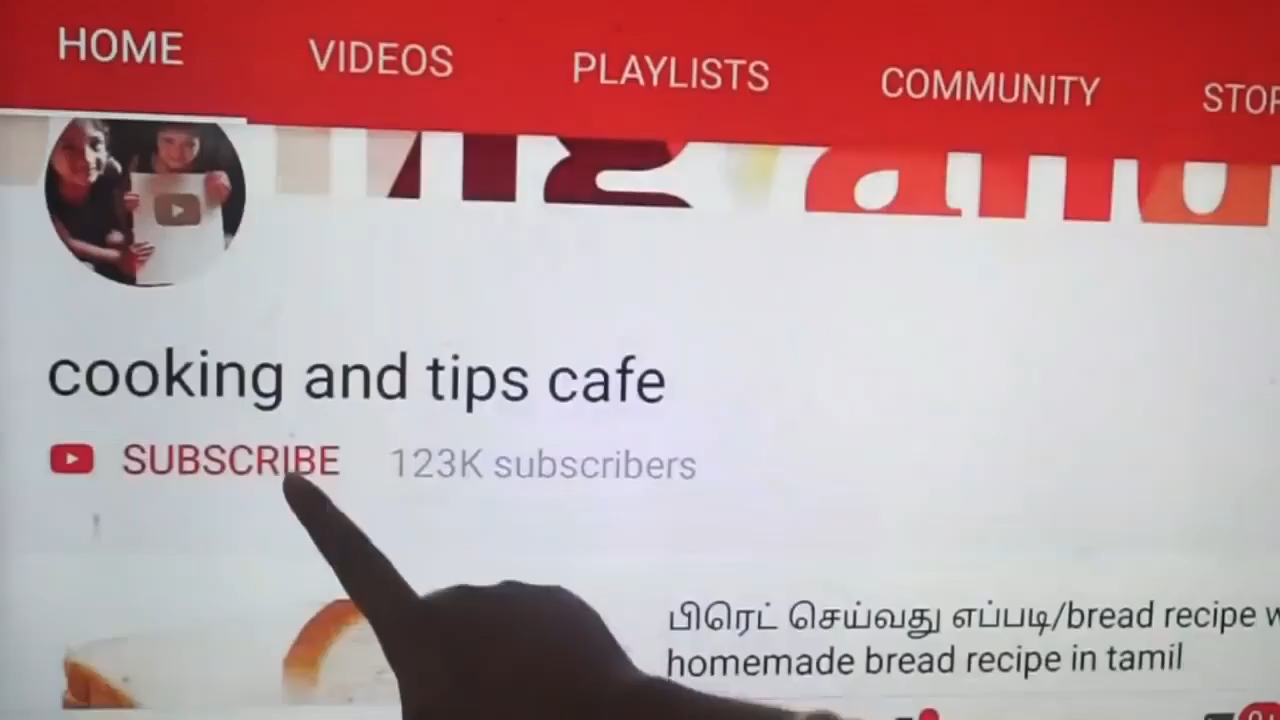 HOME VIDEOS PLAYLISTS COMMUNITY
and
cooking and tips cafe
SUBSCRIBE 123K subscribers
பிரெட் செய்வது எப்படி/bread recipe
homemade bread recipe in tamil